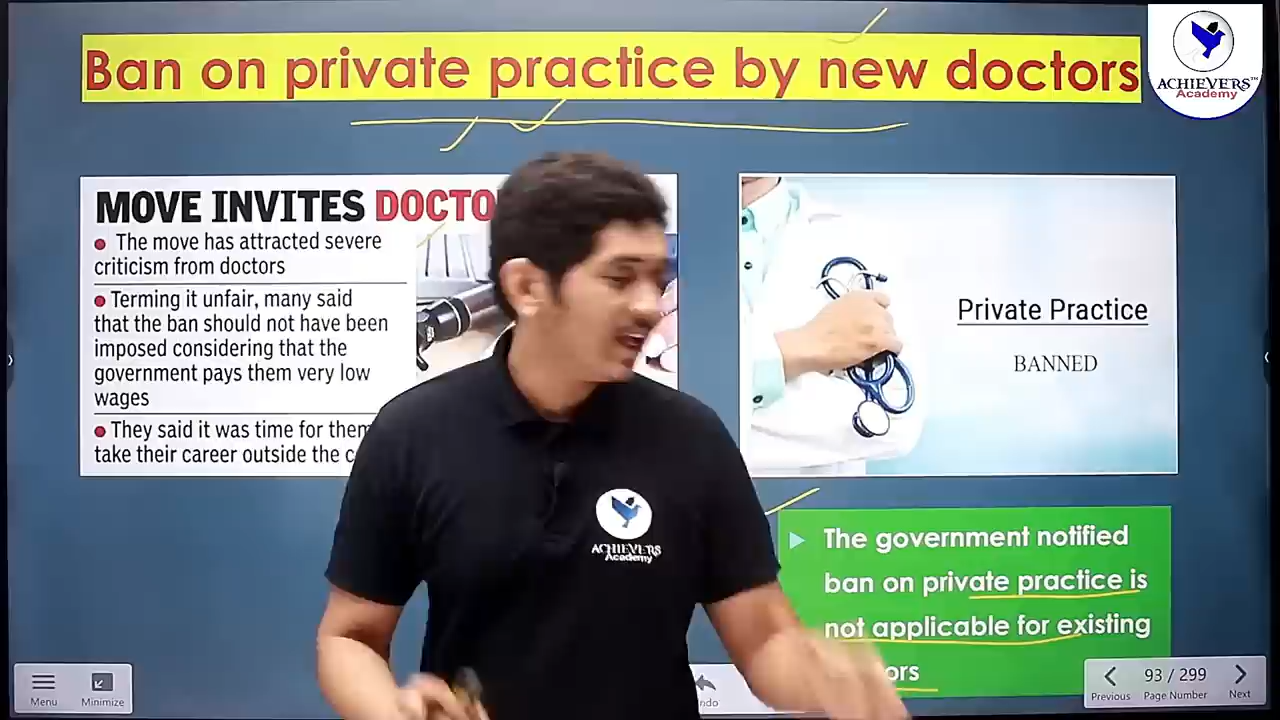 Ban on private practice by new doctors
ACHIEVERS™
Academy
MOVE INVITES
The move has attracted severe
criticism from doctors
Terming it unfair, many said
that the ban should not have been
imposed considering that the
government pays them very low
wages
They said it was time for
take their career outside the
Private Practice
BANNED
The government notified
ban on private practice is
not applicable for existing
ACHIEVERS
Academy
Menu
Minimize
93 / 299
Previous
Page Number
Next